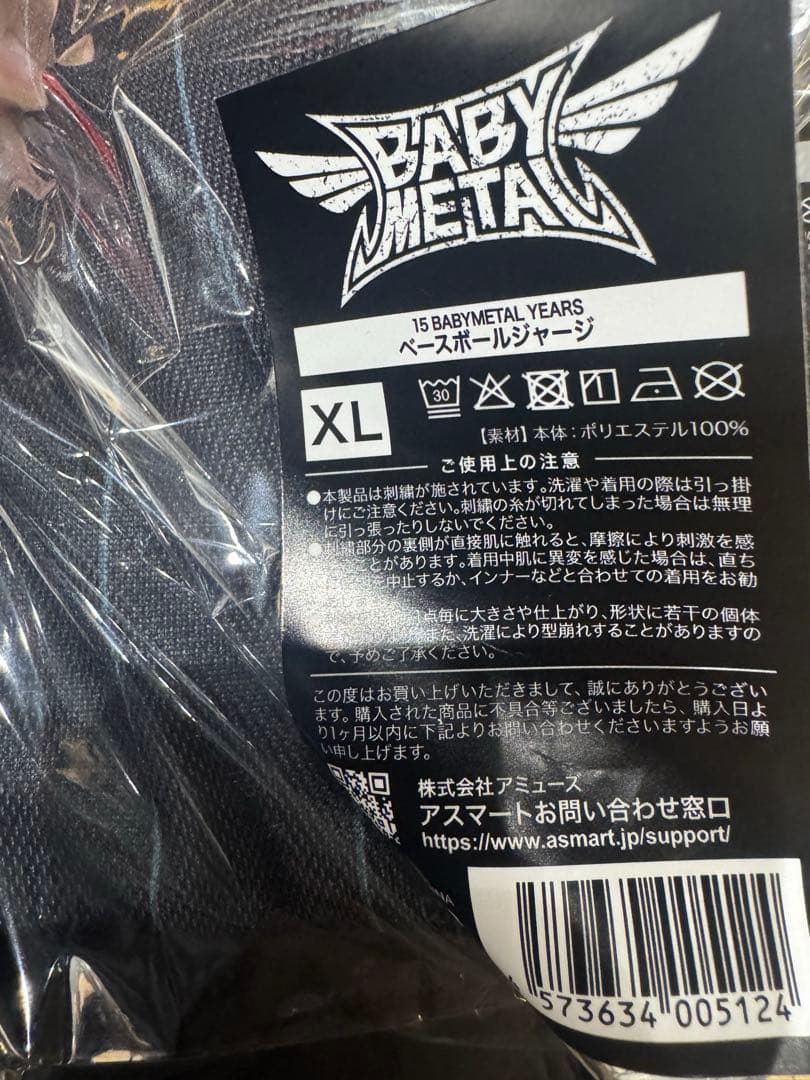 BABY
METAL
15 BABYMETAL YEARS
ベースボールジャージ
XL
30
【素材】本体：ポリエステル100%
ご使用上の注意
●本製品は刺繍が施されています。洗濯や着用の際は引っ掛
けにご注意ください。刺繍の糸が切れてしまった場合は無理
に引っ張ったりしないでください。
●刺繍部分の裏側が直接肌に触れると、摩擦により刺激を感
ことがあります。着用中肌に異変を感じた場合は、直ち
を中止するか、インナーなどと合わせての着用をお勧
点毎に大きさや仕上がり、形状に若干の個体
また、洗濯により型崩れすることがありますの
で、予めご了承ください。
この度はお買い上げいただきまして、誠にありがとうござい
ます。購入された商品に不具合等ございましたら、購入日よ
り1ヶ月以内に下記よりお問い合わせくださいますようお願
い申し上げます。
株式会社アミューズ
アスマートお問い合わせ窓口
https://www.asmart.jp/support/
573634 005124